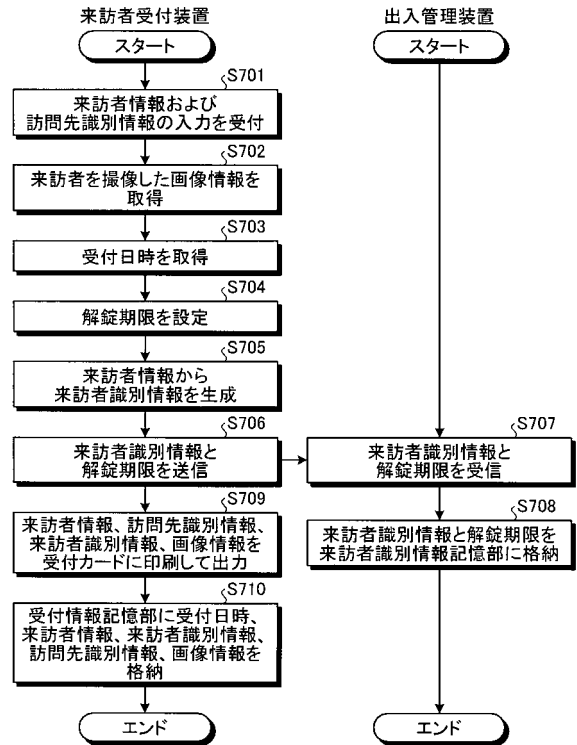 来訪者受付装置
出入管理装置
スタート
スタート
S701
来訪者情報および
訪問先識別情報の入力を受付
S702
来訪者を撮像した画像情報を
取得
S703
受付日時を取得
S704
解錠期限を設定
S705
来訪者情報から
来訪者識別情報を生成
S706
来訪者識別情報と
解錠期限を送信
S707
来訪者識別情報と
解錠期限を受信
S709
来訪者情報、訪問先識別情報、
来訪者識別情報、画像情報を
受付カードに印刷して出力
S708
来訪者識別情報と解錠期限を
来訪者識別情報記憶部に格納
S710
受付情報記憶部に受付日時、
来訪者情報、来訪者識別情報、
訪問先識別情報、画像情報を
格納
エンド
エンド